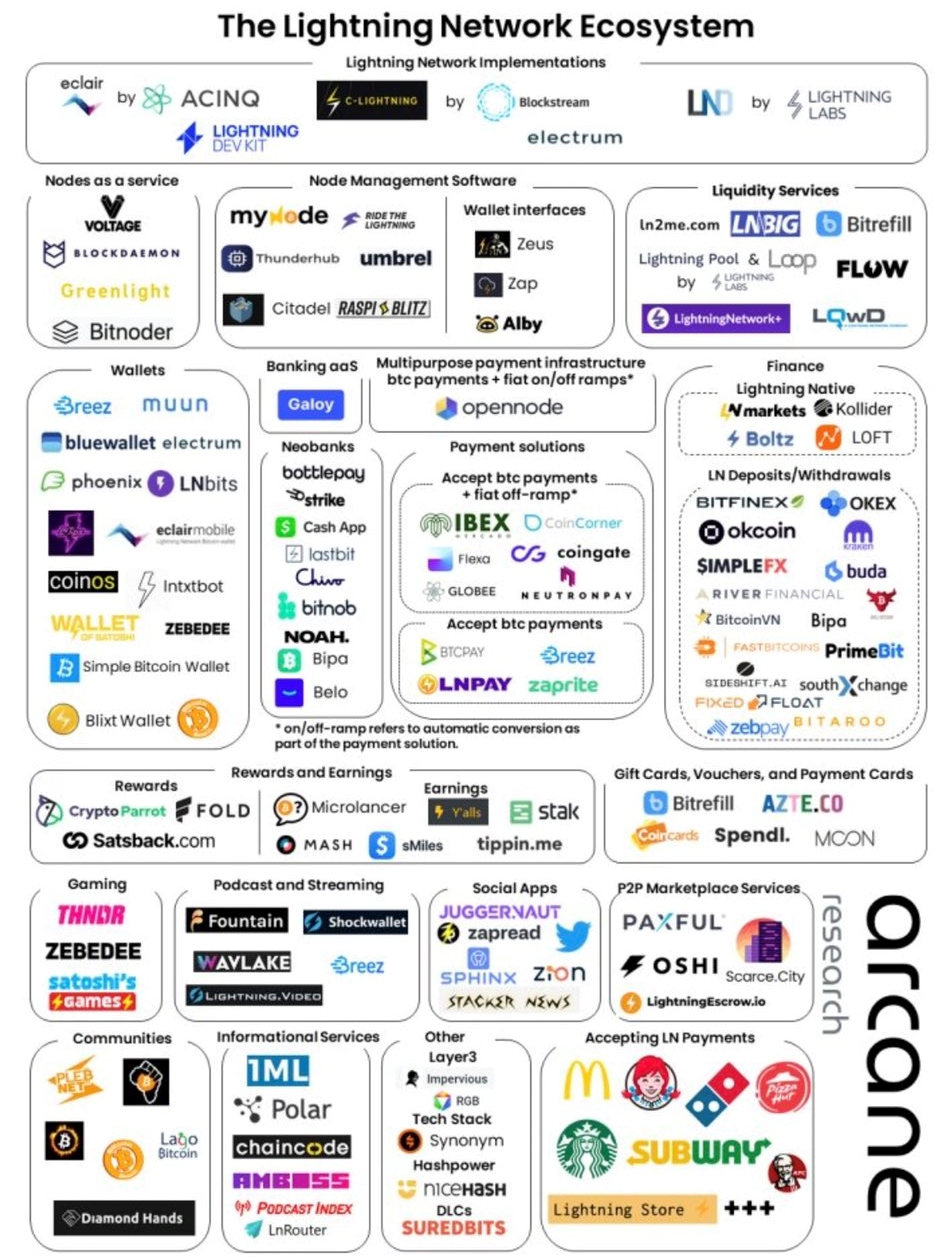 The Lightning Network Ecosystem
Lightning Network Implementations
eclair by ACINQ
C-LIGHTNING by Blockstream
LND by LIGHTNING LABS
LIGHTNING DEV KIT
electrum
Nodes as a service
VOLTAGE
BLOCKDAEMON
Greenlight
Bitnoder
Node Management Software
myNode RIDE THE LIGHTNING
Thunderhub umbrel
Citadel RASPIBLITZ
Wallet interfaces
Zeus
Zap
Alby
Liquidity Services
ln2me.com LNBIG Bitrefill
Lightning Pool & Loop
by LIGHTNING LABS
FLOW
LightningNetwork+ LQWD
Wallets
Breez muun
bluewallet electrum
phoenix LNbits
eclairmobile
Lightning Network Bitcoin wallet
coinos lntxtbot
WALLET OF SATOSHI ZEBEDEE
Simple Bitcoin Wallet
Blixt Wallet
Banking aaS
Galoy
Multipurpose payment infrastructure
btc payments + fiat on/off ramps*
opennode
Neobanks
bottlepay
strike
Cash App
lastbit
Chivo
bitnob
NOAH.
Bipa
Belo
Payment solutions
Accept btc payments
+ fiat off-ramp*
IBEX CoinCorner
MERCADO
Flexa CG coingate
GLOBEE NEUTRONPAY
Accept btc payments
BTCPAY Breez
LNPAY zaprite
* on/off-ramp refers to automatic conversion as
part of the payment solution.
Finance
Lightning Native
LN markets Kollider
Boltz LOFT
LN Deposits/Withdrawals
BITFINEX OKEX
okcoin kraken
$IMPLEFX buda
RIVER FINANCIAL
BitcoinVN Bipa
FASTBITCOINS PrimeBit
SIDESHIFT.AI southXchange
FIXED FLOAT
zebpay BITAROO
Rewards and Earnings
Rewards
CryptoParrot FOLD
Satsback.com
Earnings
Microlancer Y'alls stak
MASH sMiles tippin.me
Gift Cards, Vouchers, and Payment Cards
Bitrefill AZTE.CO
Coincards Spendl. MOON
Gaming
THNDR
ZEBEDEE
satoshi's
GAMES
Podcast and Streaming
Fountain Shockwallet
WAVLAKE Breez
LIGHTNING.VIDEO
Social Apps
JUGGERNAUT
zapread
SPHINX zion
STACKER NEWS
P2P Marketplace Services
PAXFUL
OSHI Scarce.City
LightningEscrow.io
arcane
research
Communities
PLEB NET
Lago Bitcoin
Diamond Hands
Informational Services
1ML
Polar
chaincode
AMBOSS
PODCAST INDEX
LnRouter
Other
Layer3
Impervious
RGB
Tech Stack
Synonym
Hashpower
NICEHASH
DLCs
SUREDBITS
Accepting LN Payments
Pizza Hut
SUBWAY
KFC
Lightning Store +++